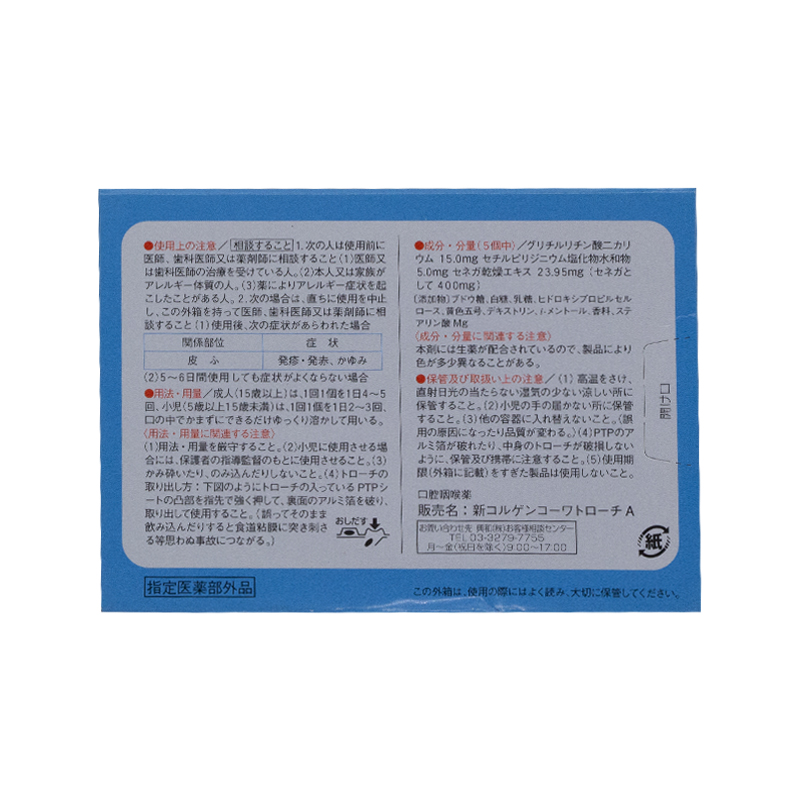 ●使用上の注意／相談すること 1.次の人は使用前に
医師、歯科医師又は薬剤師に相談すること(1)医師又
は歯科医師の治療を受けている人。(2)本人又は家族が
アレルギー体質の人。(3)薬によりアレルギー症状を起
こしたことがある人。2.次の場合は、直ちに使用を中止
し、この外箱を持って医師、歯科医師又は薬剤師に相
談すること(1)使用後、次の症状があらわれた場合
関係部位 症状
皮ふ 発疹・発赤、かゆみ
(2)5〜6日間使用しても症状がよくならない場合
●用法・用量／成人(15歳以上)は、1回1個を1日4〜5
回、小児(5歳以上15歳未満)は、1回1個を1日2〜3回、
口の中でかまずにできるだけゆっくり溶かして用いる。
〈用法・用量に関連する注意〉
(1)用法・用量を厳守すること。(2)小児に使用する場
合には、保護者の指導監督のもとに使用させること。(3)
かみ砕いたり、のみ込んだりしないこと。(4)トローチの
取り出し方：下図のようにトローチの入っているPTPシ
ートの凸部を指先で強く押して、裏面のアルミ箔を破り、
取り出して使用すること。(誤ってそのまま
飲み込んだりすると食道粘膜に突き刺さ
る等思わぬ事故につながる。)
おしだす
●成分・分量(5個中)／グリチルリチン酸二カリ
ウム 15.0mg セチルピリジニウム塩化物水和物
5.0mg セネガ乾燥エキス 23.95mg (セネガと
して 400mg)
〔添加物〕ブドウ糖、白糖、乳糖、ヒドロキシプロピルセル
ロース、黄色五号、デキストリン、l-メントール、香料、ステ
アリン酸Mg
〈成分・分量に関連する注意〉
本剤には生薬が配合されているので、製品により
色が多少異なることがある。
●保管及び取扱い上の注意／(1)高温をさけ、
直射日光の当たらない湿気の少ない涼しい所に
保管すること。(2)小児の手の届かない所に保管
すること。(3)他の容器に入れ替えないこと。(誤
用の原因になったり品質が変わる。)(4)PTPのア
ルミ箔が破れたり、中身のトローチが破損しない
ように、保管及び携帯に注意すること。(5)使用期
限(外箱に記載)をすぎた製品は使用しないこと。
口腔咽喉薬
販売名：新コルゲンコーワトローチA
お問い合わせ先 興和(株)お客様相談センター
TEL 03-3279-7755
月〜金(祝日を除く)9:00〜17:00
開け口
紙
指定医薬部外品
この外箱は、使用の際にはよく読み、大切に保管してください。